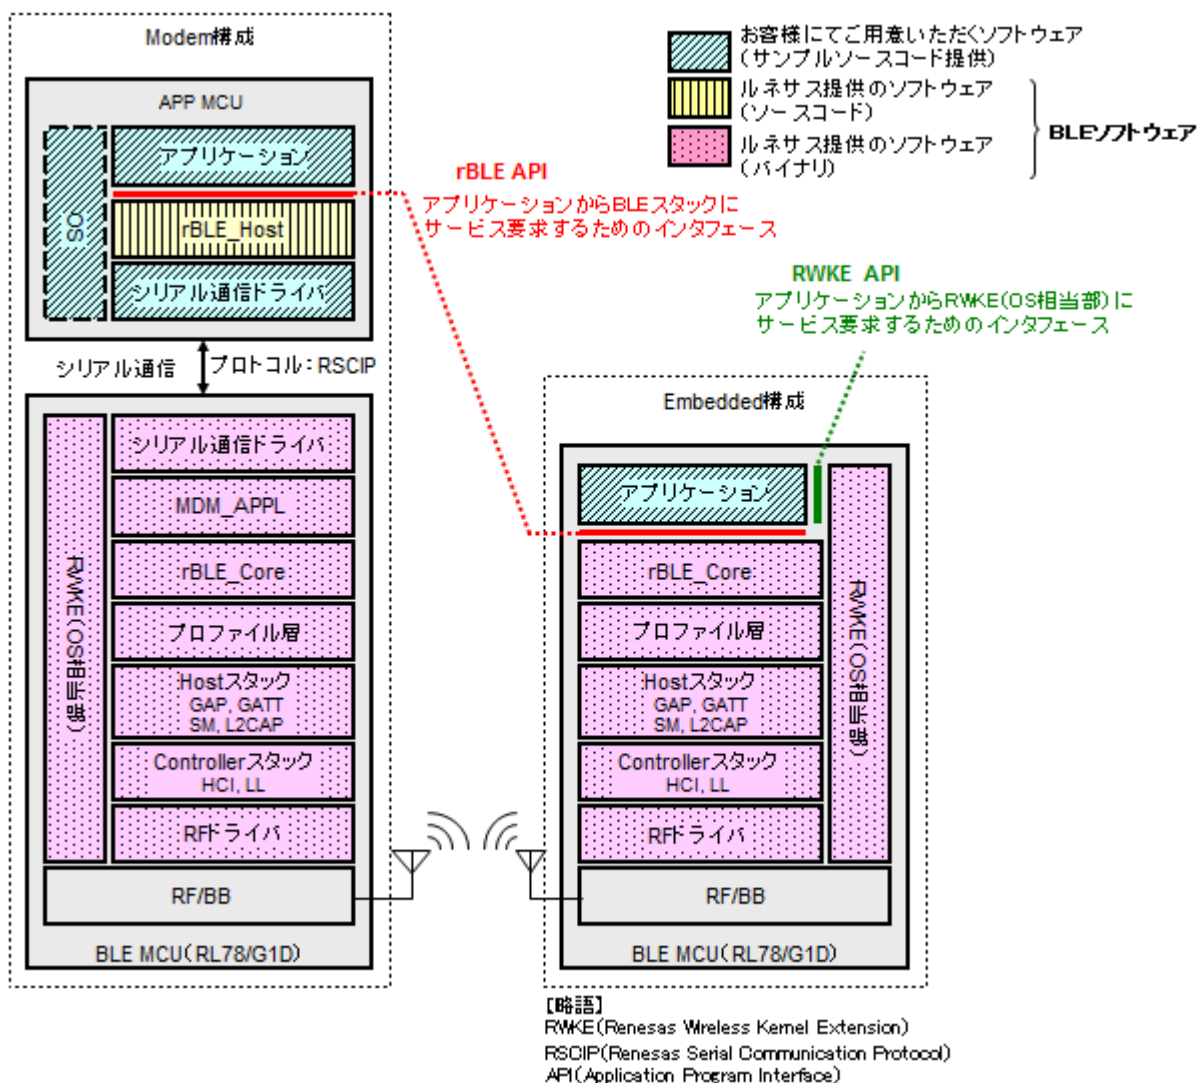 Modem構成
APP MCU
OS
アプリケーション
rBLE_Host
シリアル通信ドライバ
シリアル通信
プロトコル：RSCIP
RWKE(OS相当部)
シリアル通信ドライバ
MDM_APPL
rBLE_Core
プロファイル層
Hostスタック
GAP, GATT
SM, L2CAP
Controllerスタック
HCI, LL
RFドライバ
RF/BB
BLE MCU(RL78/G1D)
お客様にてご用意いただくソフトウェア
(サンプルソースコード提供)
ルネサス提供のソフトウェア
(ソースコード)
ルネサス提供のソフトウェア
(バイナリ)
BLEソフトウェア
rBLE API
アプリケーションからBLEスタックに
サービス要求するためのインタフェース
RWKE API
アプリケーションからRWKE(OS相当部)に
サービス要求するためのインタフェース
Embedded構成
アプリケーション
rBLE_Core
プロファイル層
Hostスタック
GAP, GATT
SM, L2CAP
Controllerスタック
HCI, LL
RFドライバ
RWKE(OS相当部)
RF/BB
BLE MCU(RL78/G1D)
【略語】
RWKE(Renesas Wireless Kernel Extension)
RSCIP(Renesas Serial Communication Protocol)
API(Application Program Interface)